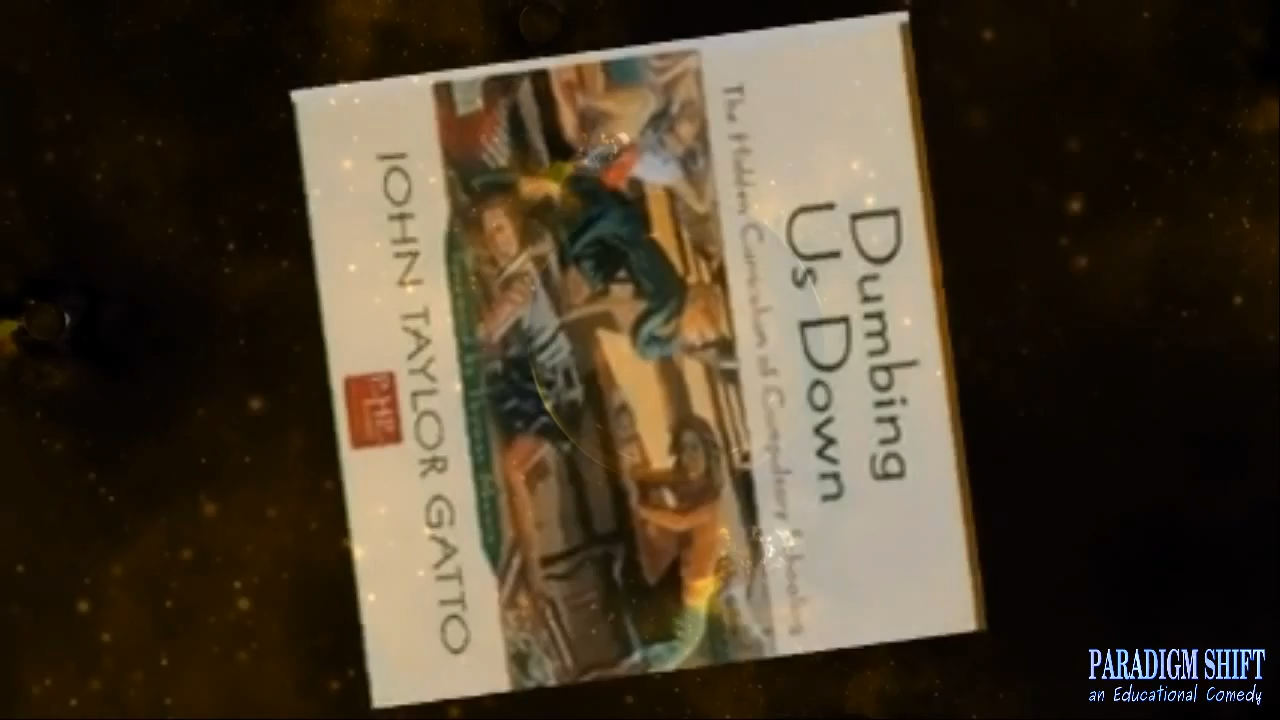 Dumbing
Us Down
The Hidden Curriculum of Compulsory Schooling
JOHN TAYLOR GATTO
PARADIGM SHIFT
an Educational Comedy